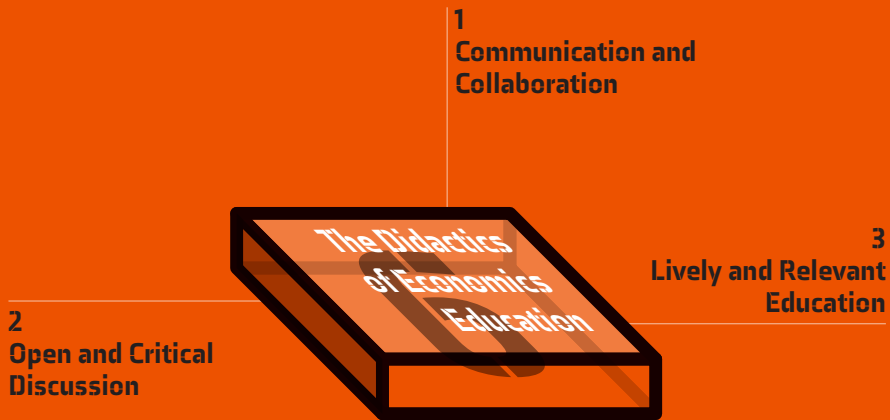 1
Communication and
Collaboration
The Didactics
of Economics
Education
6
2
Open and Critical
Discussion
3
Lively and Relevant
Education